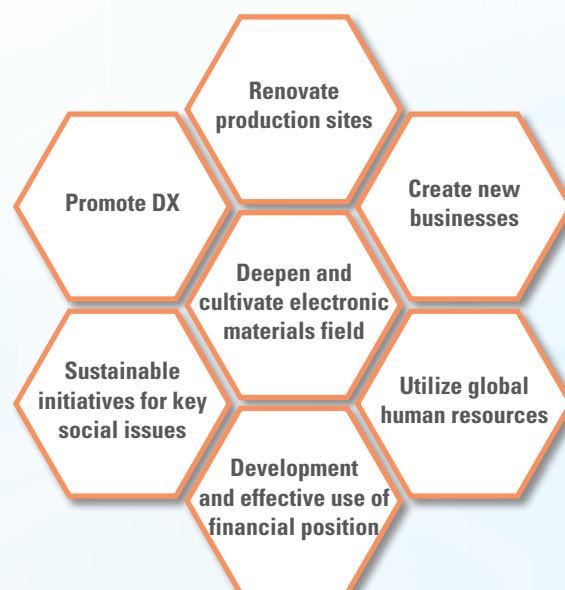 Renovate
production sites
Promote DX
Create new
businesses
Deepen and
cultivate electronic
materials field
Sustainable
initiatives for key
social issues
Utilize global
human resources
Development
and effective use of
financial position